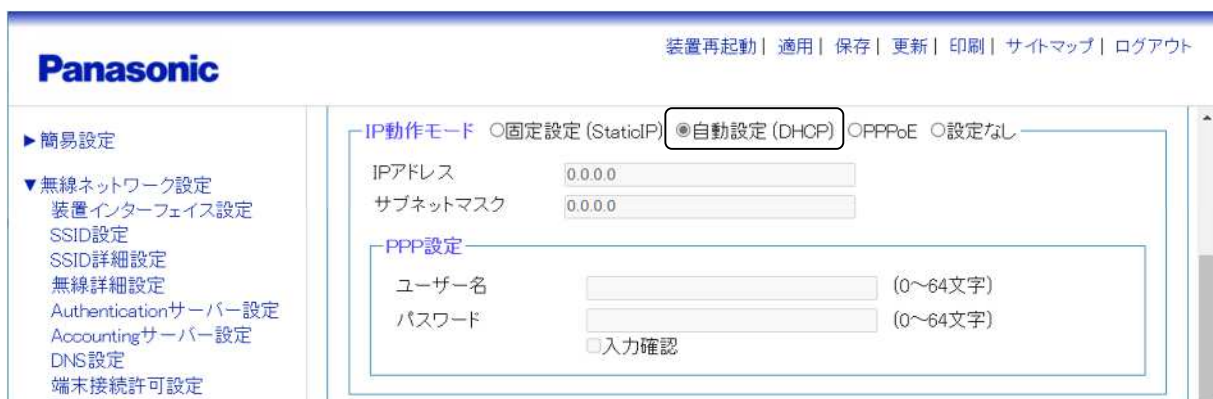 装置再起動| 適用| 保存| 更新| 印刷| サイトマップ| ログアウト
Panasonic
▶簡易設定
▼無線ネットワーク設定
装置インターフェイス設定
SSID設定
SSID詳細設定
無線詳細設定
Authenticationサーバー設定
Accountingサーバー設定
DNS設定
端末接続許可設定
IP動作モード ○固定設定(StaticIP) ◉自動設定(DHCP) ○PPPoE ○設定なし
IPアドレス 0.0.0.0
サブネットマスク 0.0.0.0
PPP設定
ユーザー名 (0~64文字)
パスワード (0~64文字)
□入力確認